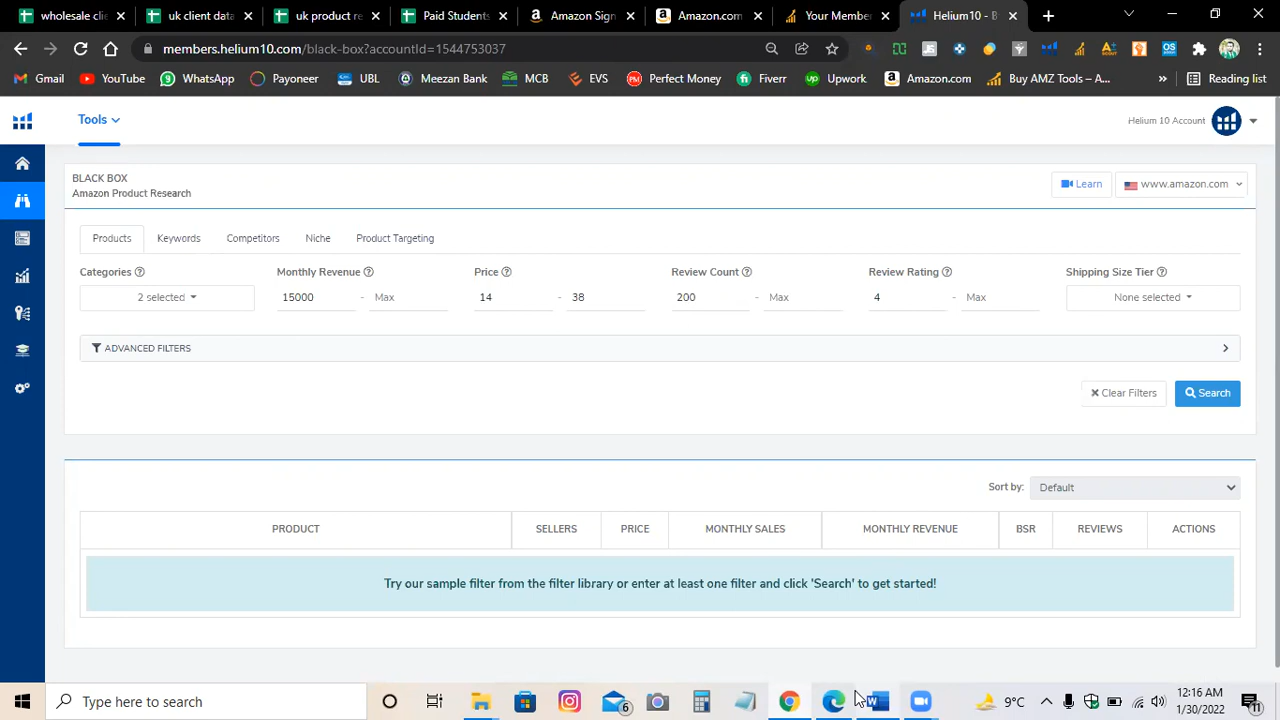 wholesale clie
uk client data
uk product re
Paid Students
Amazon Sign
Amazon.com
Your Member
Helium10 - B
members.helium10.com/black-box?accountId=1544753037
Gmail
YouTube
WhatsApp
Payoneer
UBL
Meezan Bank
MCB
EVS
Perfect Money
Fiverr
Upwork
Amazon.com
Buy AMZ Tools – A...
»
Reading list
Tools
Helium 10 Account
BLACK BOX
Amazon Product Research
Learn
www.amazon.com
Products
Keywords
Competitors
Niche
Product Targeting
Categories
Monthly Revenue
Price
Review Count
Review Rating
Shipping Size Tier
2 selected
15000 - Max
14 - 38
200 - Max
4 - Max
None selected
ADVANCED FILTERS
Clear Filters
Search
Sort by: Default
PRODUCT
SELLERS
PRICE
MONTHLY SALES
MONTHLY REVENUE
BSR
REVIEWS
ACTIONS
Try our sample filter from the filter library or enter at least one filter and click 'Search' to get started!
Type here to search
6
9°C
12:16 AM
1/30/2022
11